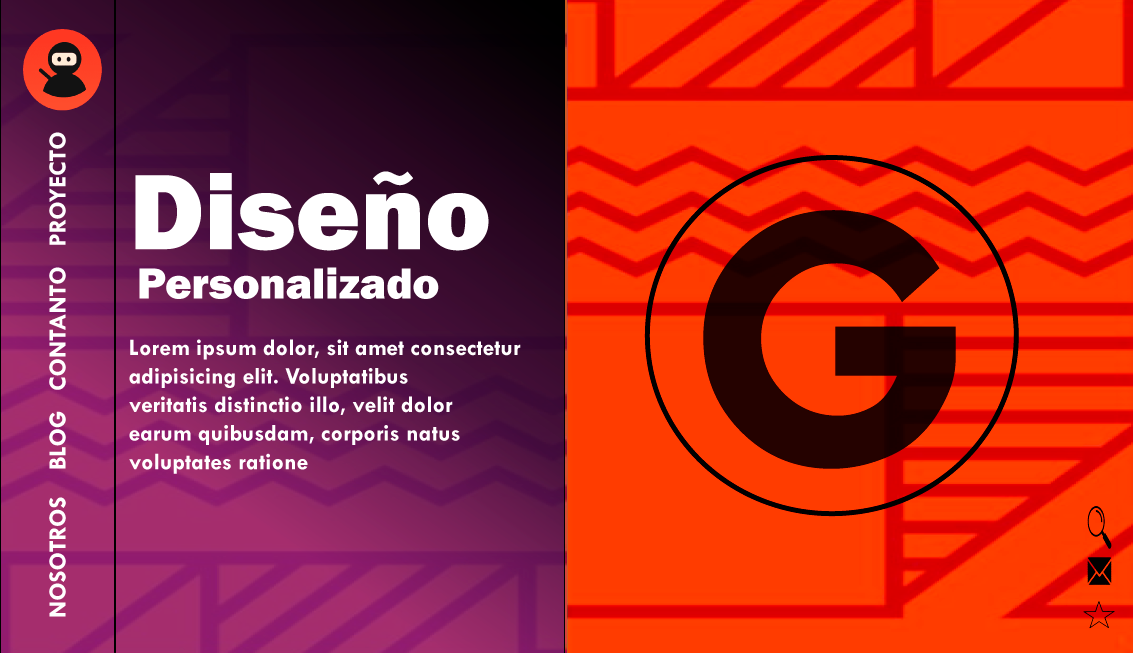 PROYECTO
CONTANTO
BLOG
NOSOTROS
Diseño
Personalizado
Lorem ipsum dolor, sit amet consectetur
adipisicing elit. Voluptatibus
veritatis distinctio illo, velit dolor
earum quibusdam, corporis natus
voluptates ratione
G